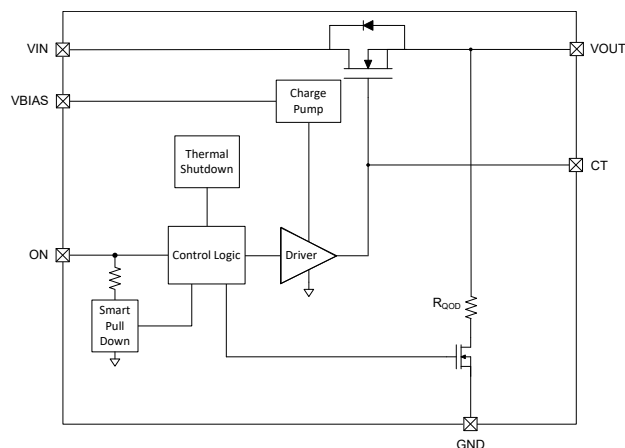 VIN
VOUT
VBIAS
Charge
Pump
Thermal
Shutdown
CT
ON
Control Logic
Driver
Smart
Pull
Down
RQOD
GND